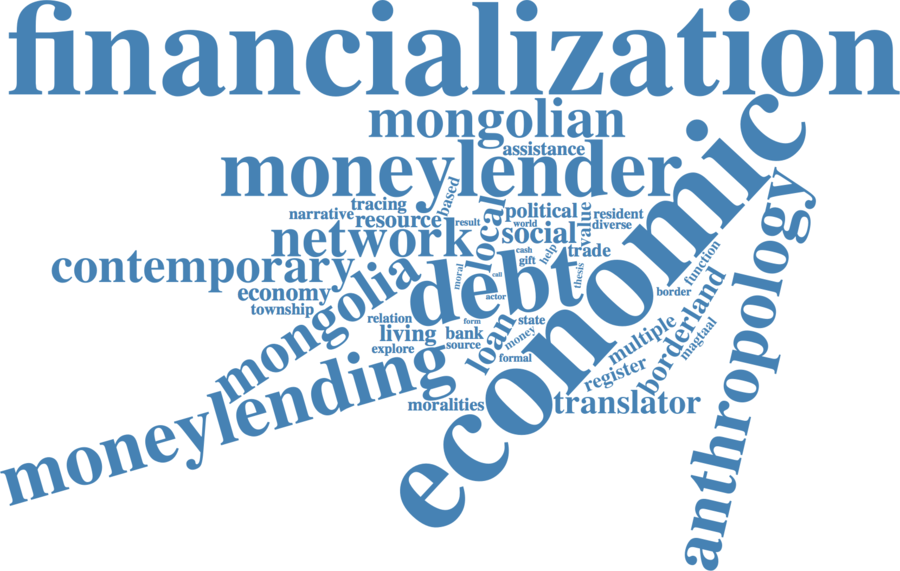 financialization
mongolian
economic
assistance
moneylender
based
tracing
narrative
resource
result
local
political
world
value
resident
diverse
network
social
contemporary
mongolia
moral
call
cash
gift
help
trade
thesis
debt
actor
economy
township
relation
form
state
border
function
borderland
anthropology
living
bank
source
loan
money
formal
multiple
magtaal
explore
moneylending
register
moralities
translator